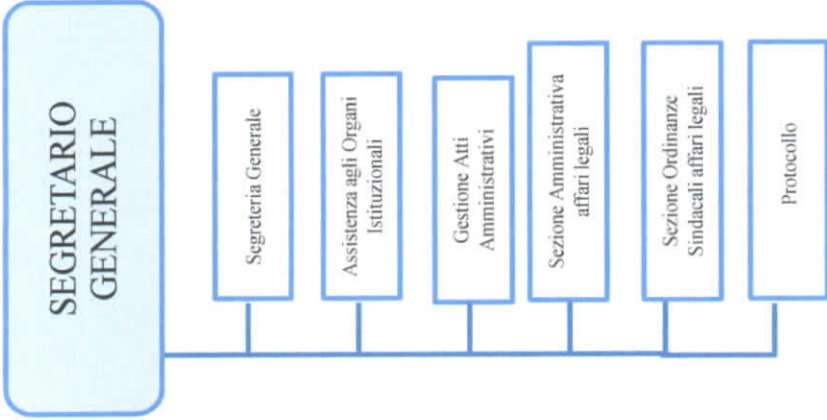 SEGRETARIO
GENERALE
Segreteria Generale
Assistenza agli Organi
Istituzionali
Gestione Atti
Amministrativi
Sezione Amministrativa
affari legali
Sezione Ordinanze
Sindacali affari legali
Protocollo